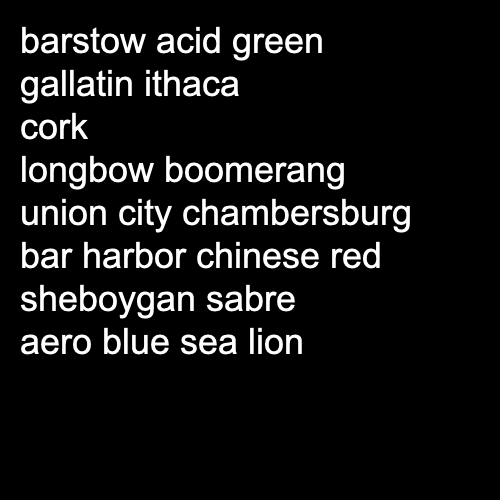 barstow acid green
gallatin ithaca
cork
longbow boomerang
union city chambersburg
bar harbor chinese red
sheboygan sabre
aero blue sea lion